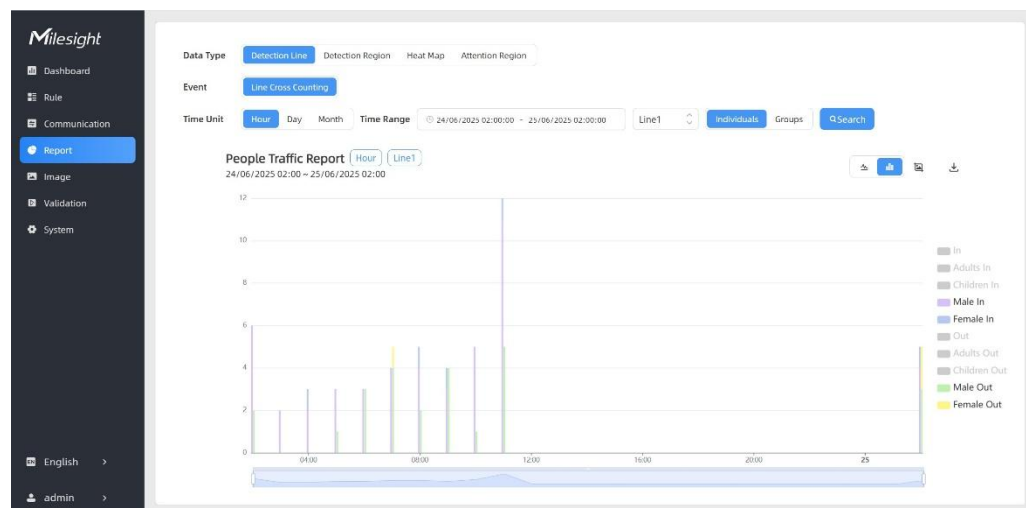 Milesight
Dashboard
Rule
Communication
Report
Image
Validation
System
EN English >
admin >
Data Type Detection Line Detection Region Heat Map Attention Region
Event Line Cross Counting
Time Unit Hour Day Month Time Range 24/06/2025 02:00:00 - 25/06/2025 02:00:00 Line1 Individuals Groups Search
People Traffic Report Hour Line1
24/06/2025 02:00 ~ 25/06/2025 02:00
12
10
8
6
4
2
0
04:00 08:00 12:00 16:00 20:00 25
In
Adults In
Children In
Male In
Female In
Out
Adults Out
Children Out
Male Out
Female Out